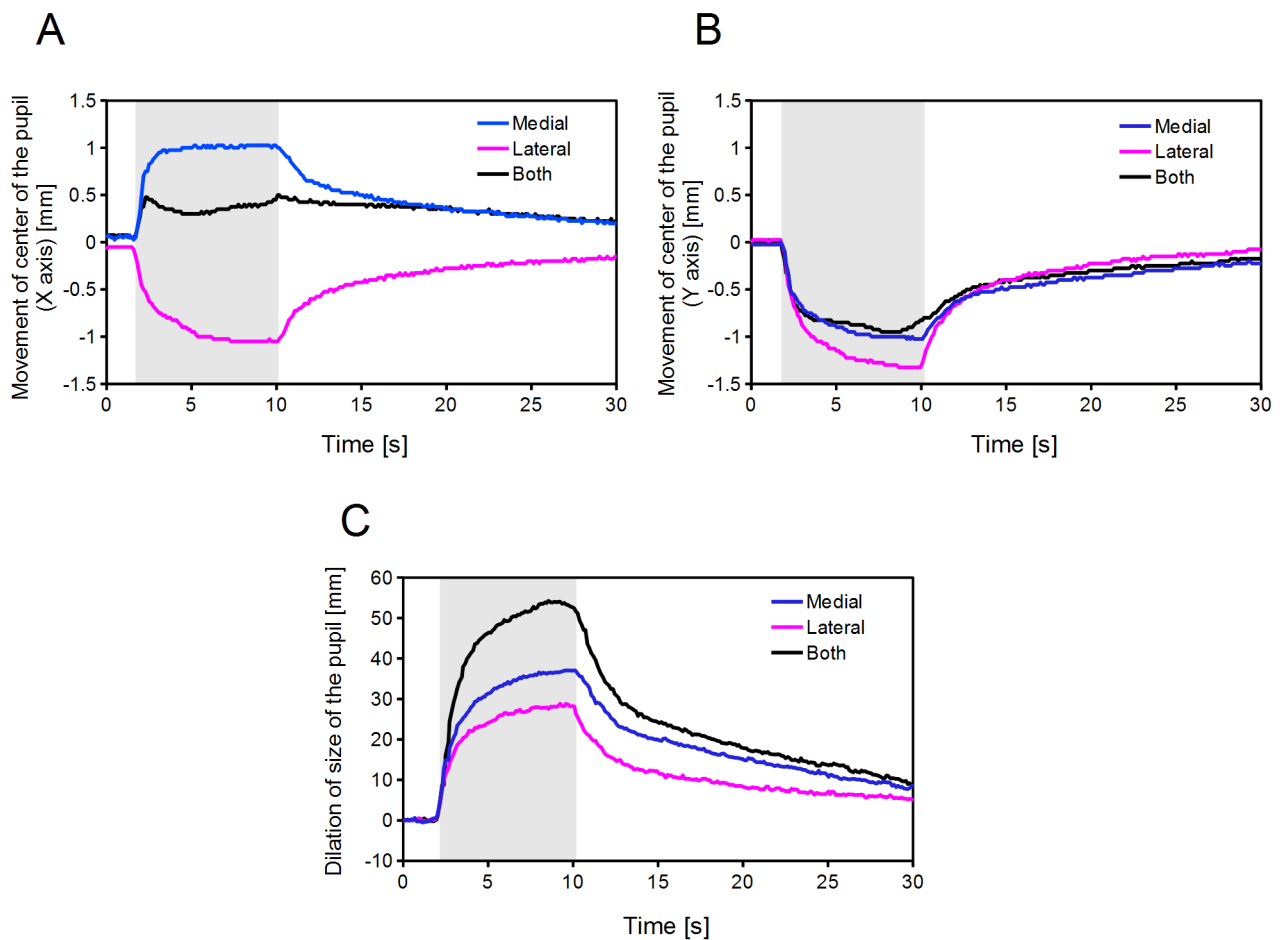 A
Movement of center of the pupil
(X axis) [mm]
1.5
1
0.5
0
-0.5
-1
-1.5
0
5
10
15
20
25
30
Time [s]
Medial
Lateral
Both
B
Movement of center of the pupil
(Y axis) [mm]
1.5
1
0.5
0
-0.5
-1
-1.5
0
5
10
15
20
25
30
Time [s]
Medial
Lateral
Both
C
Dilation of size of the pupil [mm]
60
50
40
30
20
10
0
-10
0
5
10
15
20
25
30
Time [s]
Medial
Lateral
Both